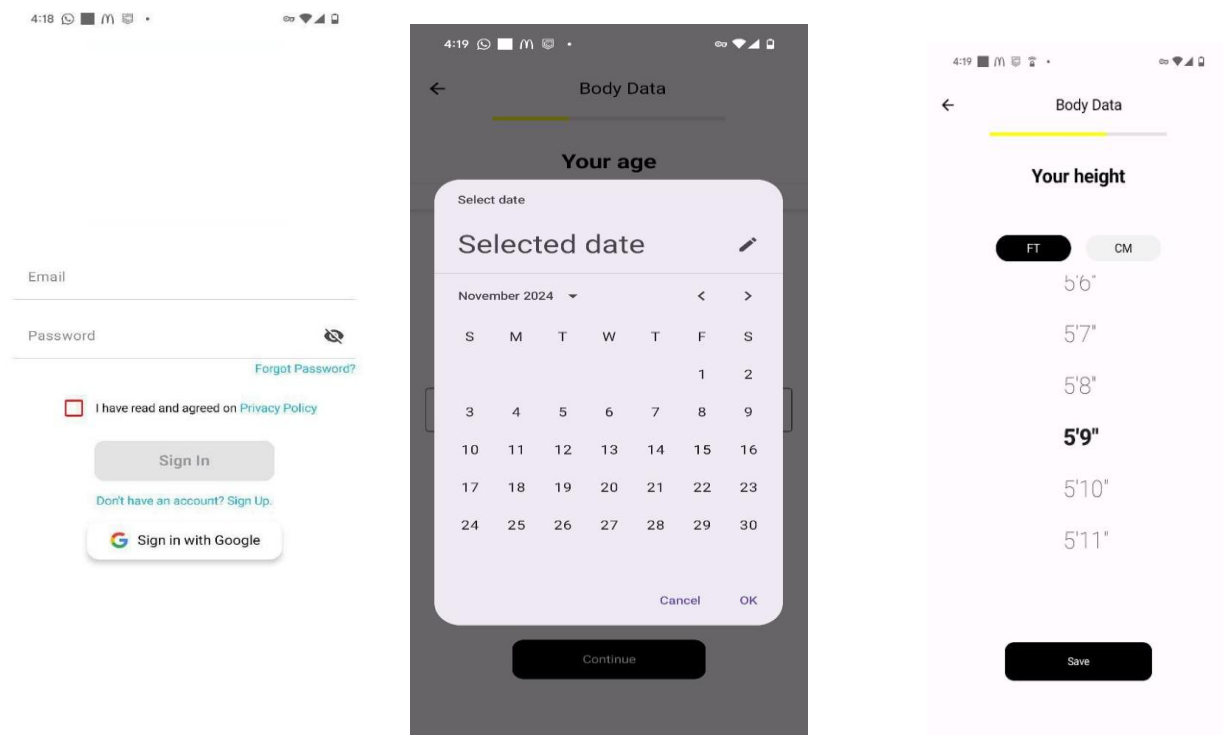 4:18
Email
Password
Forgot Password?
I have read and agreed on Privacy Policy
Sign In
Don't have an account? Sign Up.
Sign in with Google
4:19
Body Data
Your age
Select date
Selected date
November 2024
S M T W T F S
1 2
3 4 5 6 7 8 9
10 11 12 13 14 15 16
17 18 19 20 21 22 23
24 25 26 27 28 29 30
Cancel OK
Continue
4:19
Body Data
Your height
FT CM
5'6"
5'7"
5'8"
5'9"
5'10"
5'11"
Save